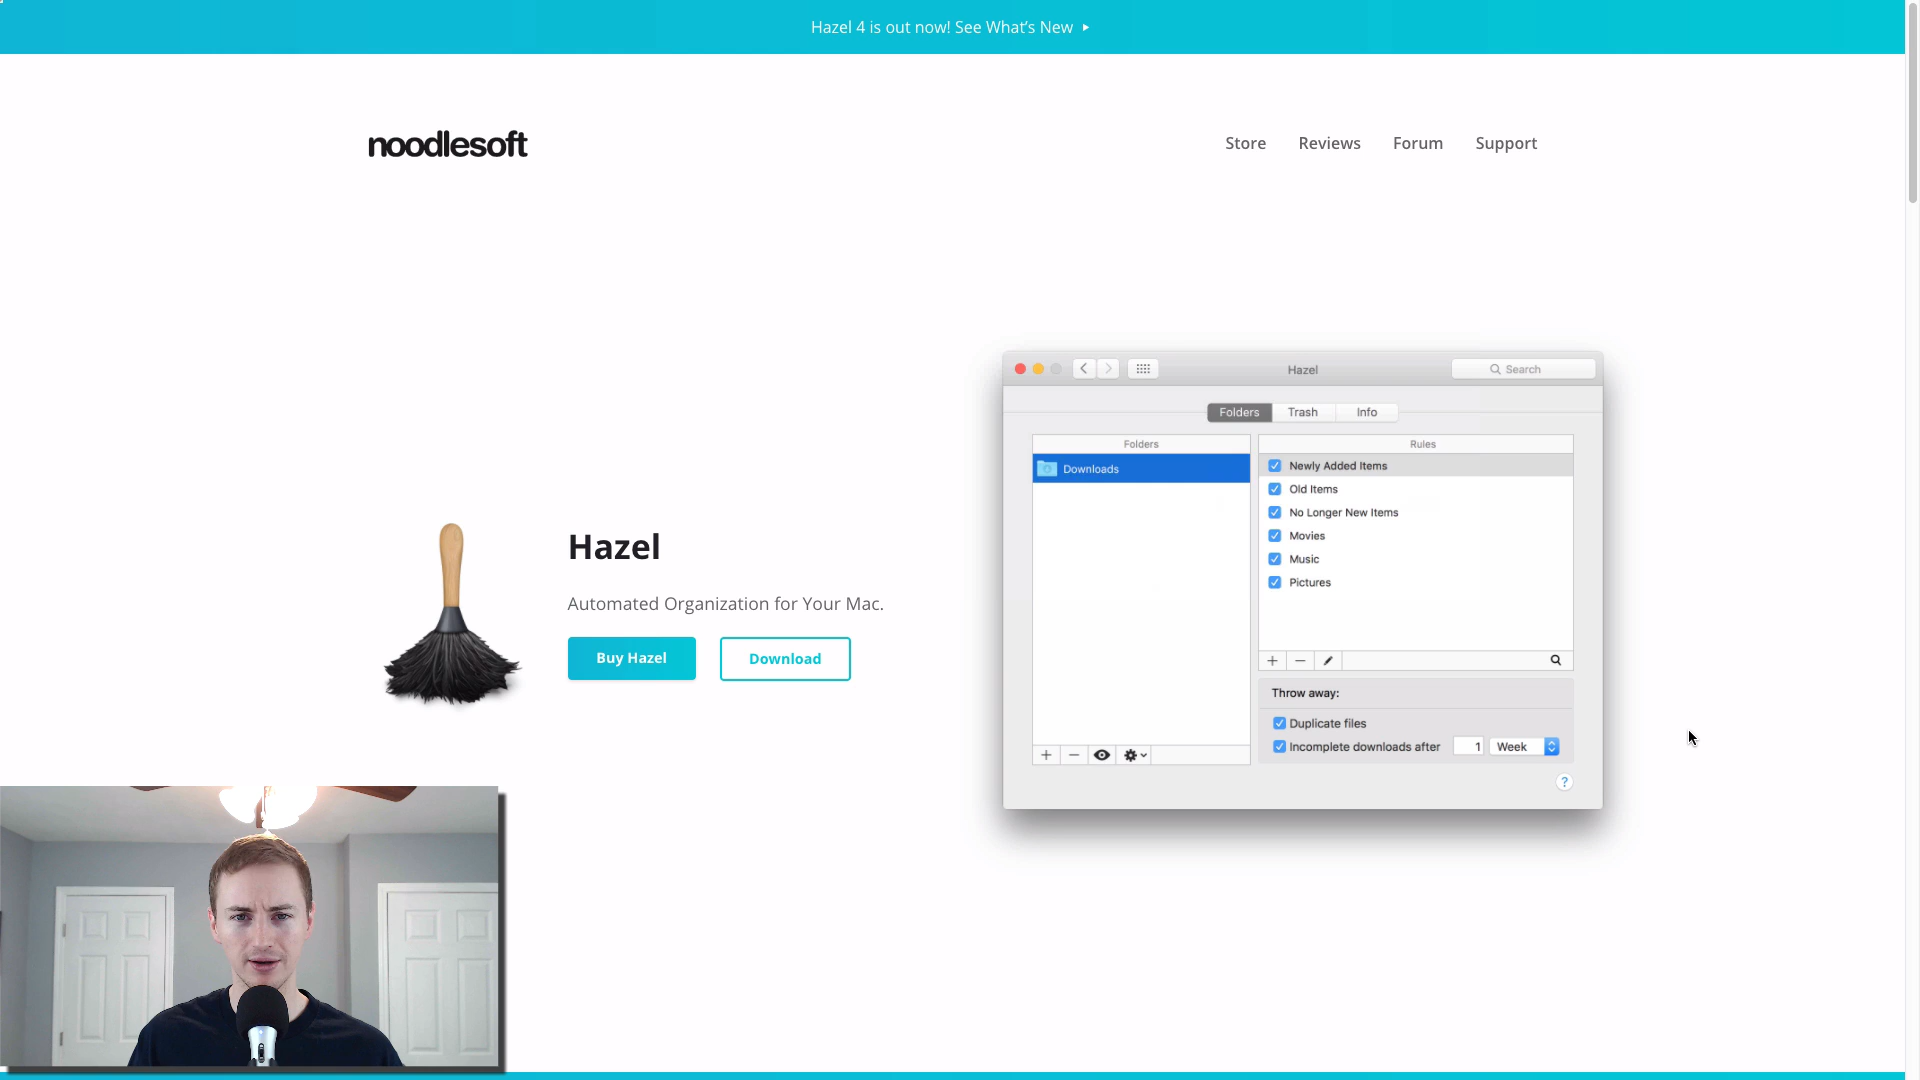 Hazel 4 is out now! See What's New
noodlesoft
Store Reviews Forum Support
Hazel
Automated Organization for Your Mac.
Buy Hazel Download
Hazel
Search
Folders Trash Info
Folders
Downloads
Rules
Newly Added Items
Old Items
No Longer New Items
Movies
Music
Pictures
Throw away:
Duplicate files
Incomplete downloads after 1 Week
?